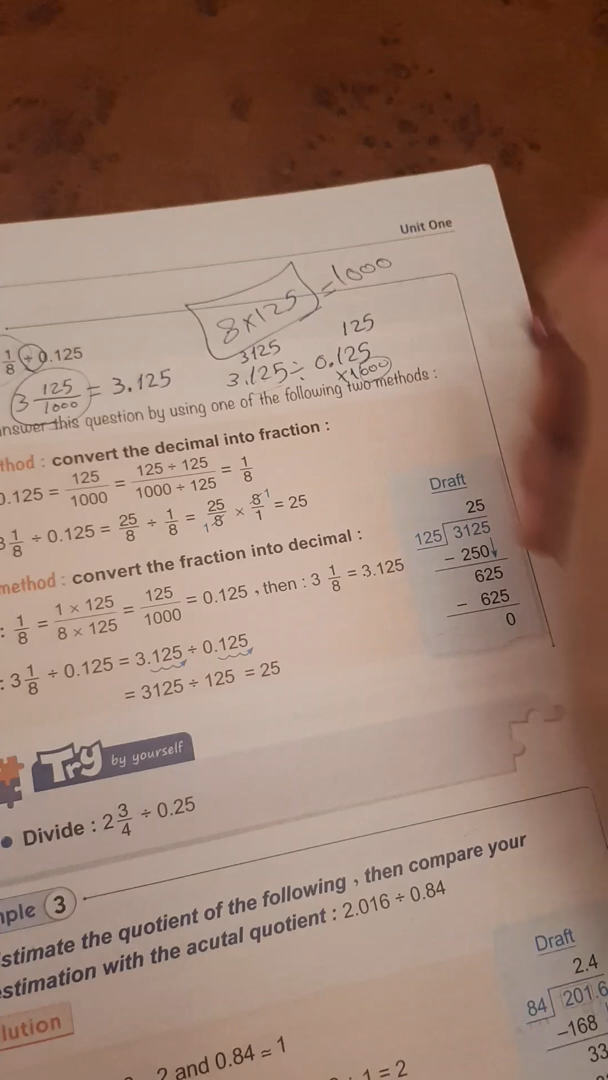 Unit One
8×125 = 1000
1/8 ÷ 0.125
3 125/1000 = 3.125
3125 125
3.125 ÷ 0.125
×1000
nswer this question by using one of the following two methods :
thod : convert the decimal into fraction :
0.125 = 125/1000 = 125 ÷ 125/1000 ÷ 125 = 1/8
3 1/8 ÷ 0.125 = 25/8 ÷ 1/8 = 25/8 1 × 8 1/1 = 25
method : convert the fraction into decimal :
: 1/8 = 1 × 125/8 × 125 = 125/1000 = 0.125 , then : 3 1/8 = 3.125
: 3 1/8 ÷ 0.125 = 3.125 ÷ 0.125
= 3125 ÷ 125 = 25
Draft
25
125 3125
− 250
625
− 625
0
Try by yourself
• Divide : 2 3/4 ÷ 0.25
mple 3
stimate the quotient of the following , then compare your
estimation with the acutal quotient : 2.016 ÷ 0.84
lution
2 and 0.84 ≃ 1
1 = 2
Draft
2.4
84 201.6
−168
33